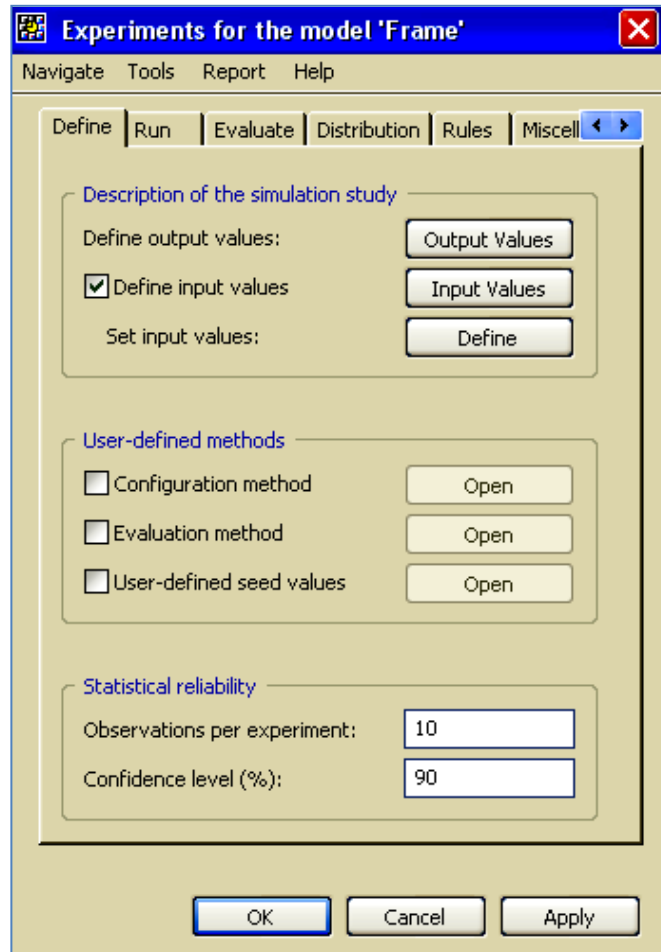 Experiments for the model 'Frame'
Navigate Tools Report Help
Define Run Evaluate Distribution Rules Miscell
Description of the simulation study
Define output values: Output Values
Define input values Input Values
Set input values: Define
User-defined methods
Configuration method Open
Evaluation method Open
User-defined seed values Open
Statistical reliability
Observations per experiment: 10
Confidence level (%): 90
OK Cancel Apply